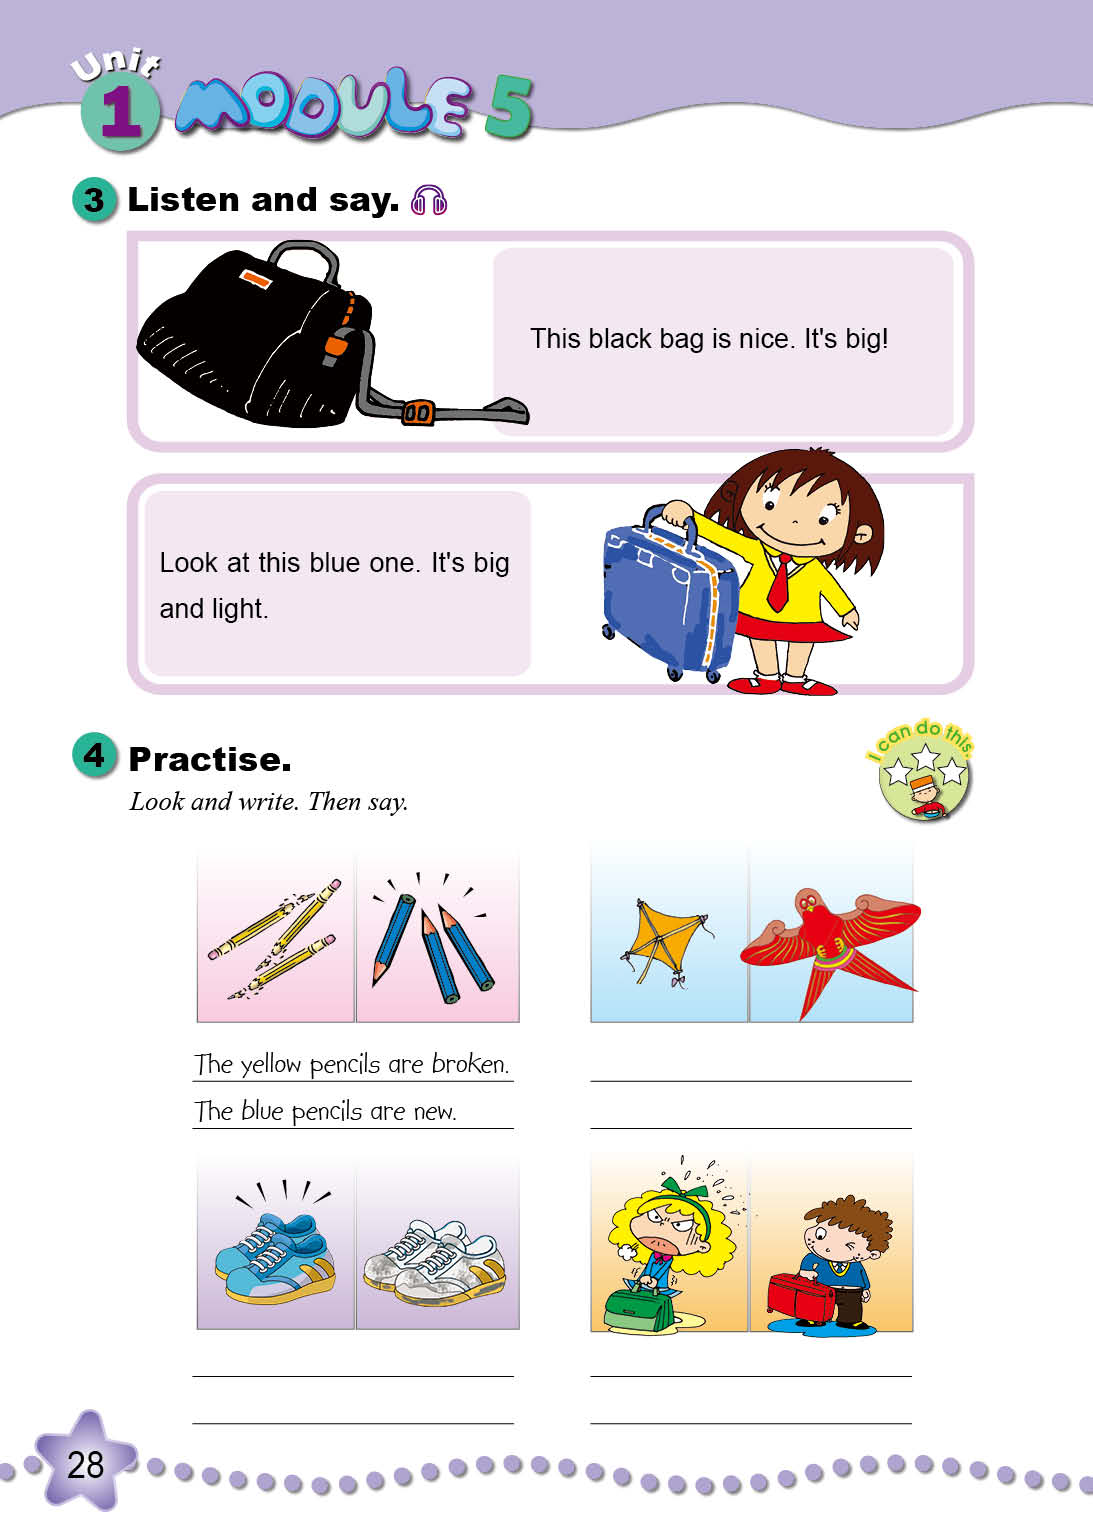 Unit
1 MODULE 5
3 Listen and say.
This black bag is nice. It's big!
Look at this blue one. It's big
and light.
4 Practise.
I can do this.
Look and write. Then say.
The yellow pencils are broken.
The blue pencils are new.
28